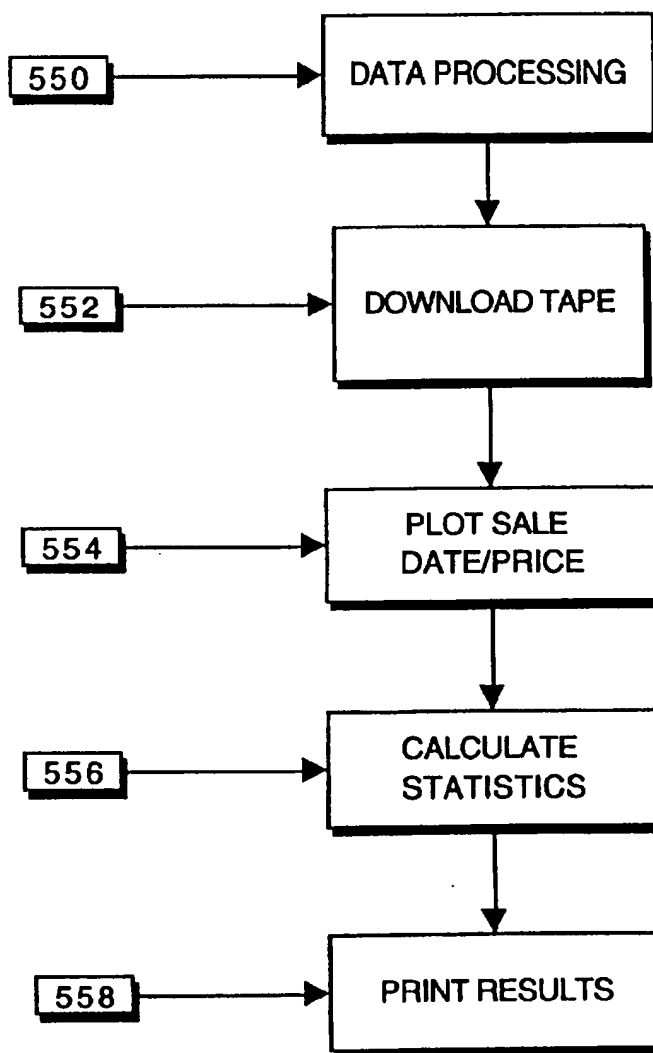 550
DATA PROCESSING
552
DOWNLOAD TAPE
554
PLOT SALE
DATE/PRICE
556
CALCULATE
STATISTICS
558
PRINT RESULTS